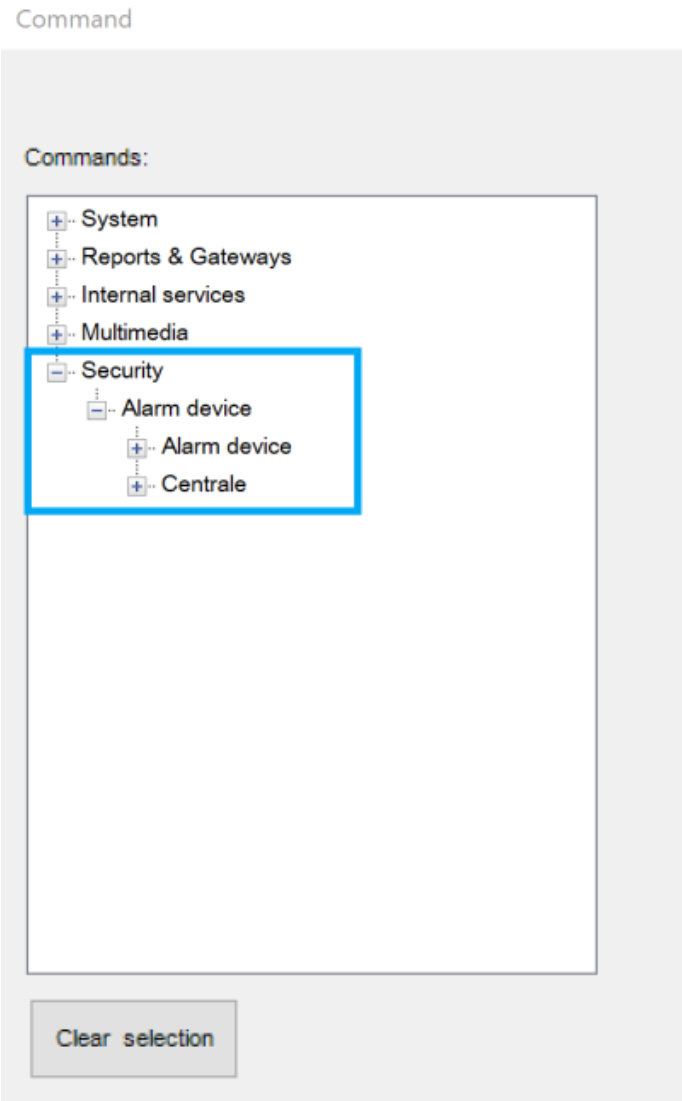 Command
Commands:
System
Reports & Gateways
Internal services
Multimedia
Security
Alarm device
Alarm device
Centrale
Clear selection